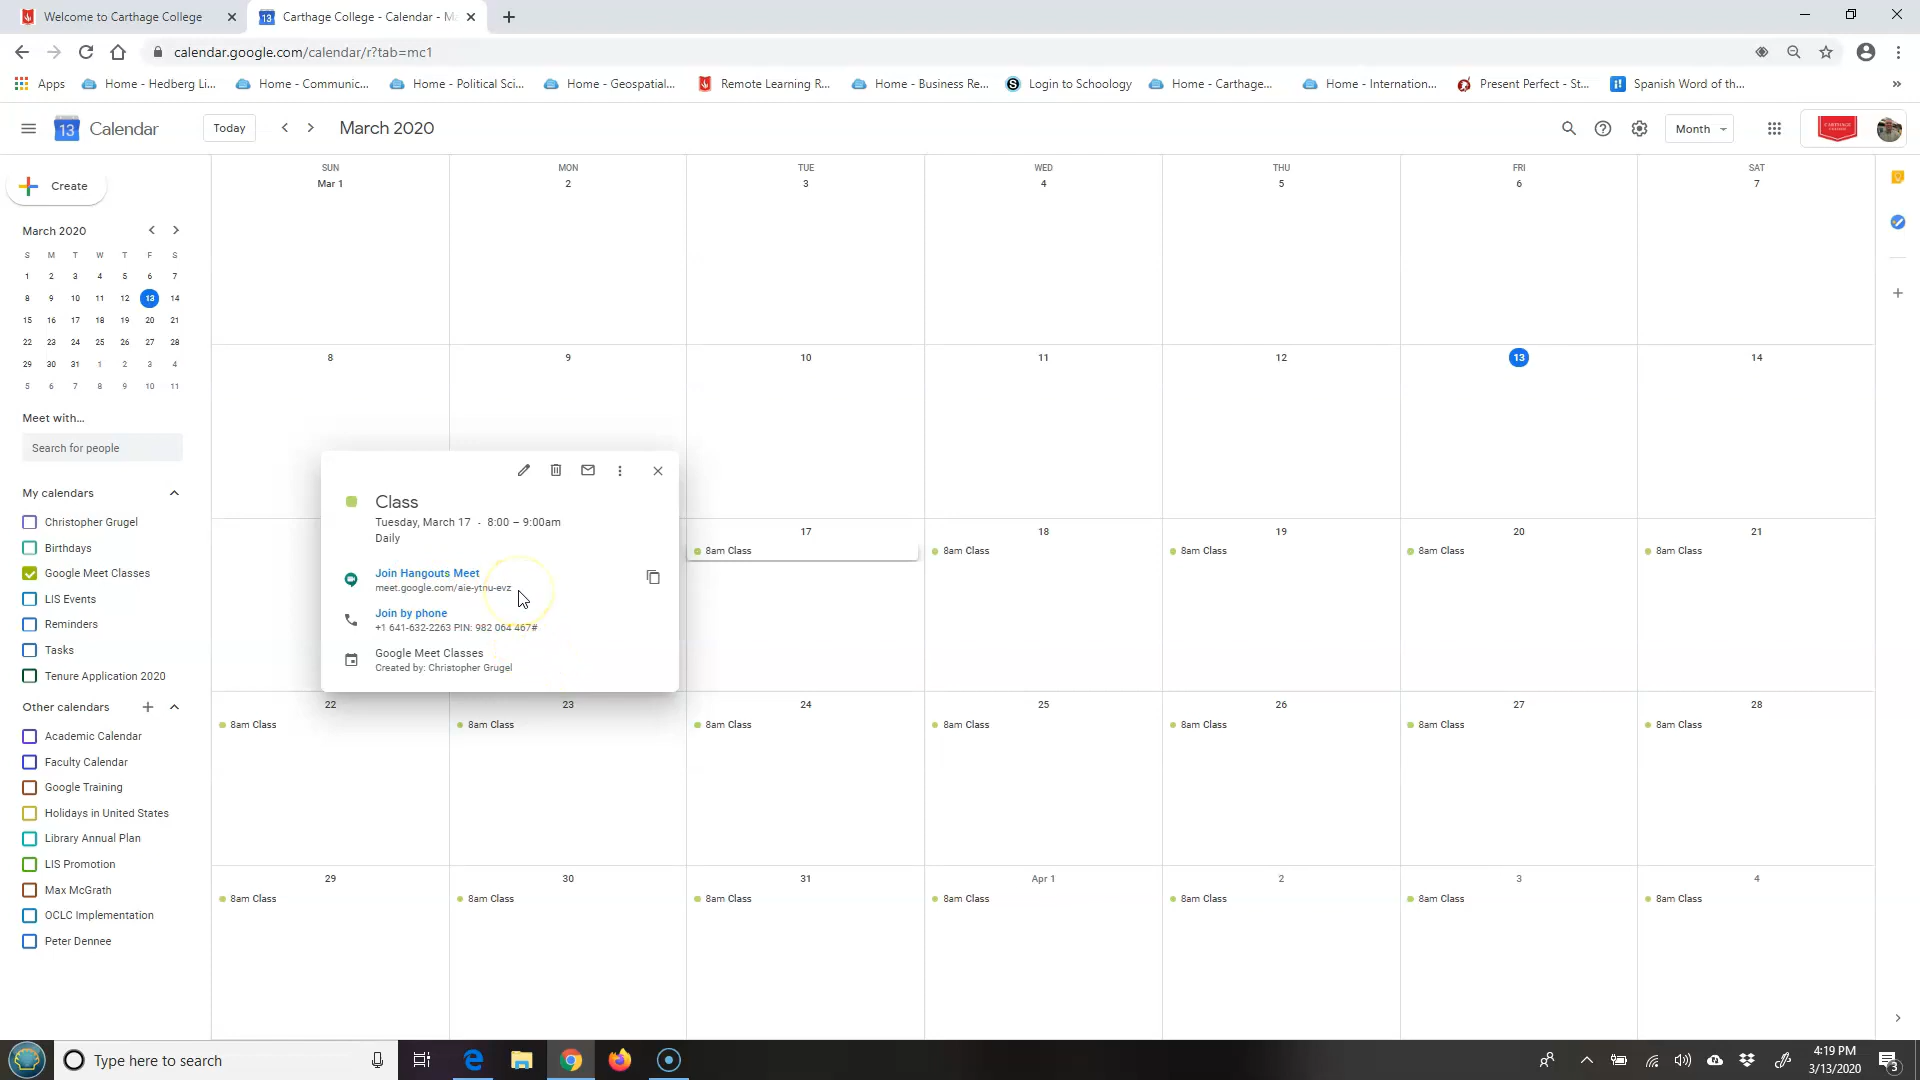 Welcome to Carthage College
Carthage College - Calendar - Ma
calendar.google.com/calendar/r?tab=mc1
Apps
Home - Hedberg Li...
Home - Communic...
Home - Political Sci...
Home - Geospatial...
Remote Learning R...
Home - Business Re...
Login to Schoology
Home - Carthage...
Home - Internation...
Present Perfect - St...
Spanish Word of th...
13 Calendar
Today
March 2020
Month
CARTHAGE
SUN MON TUE WED THU FRI SAT
Mar 1 2 3 4 5 6 7
Create
March 2020
S M T W T F S
1 2 3 4 5 6 7
8 9 10 11 12 13 14
15 16 17 18 19 20 21
22 23 24 25 26 27 28
29 30 31 1 2 3 4
5 6 7 8 9 10 11
Meet with...
Search for people
My calendars
Christopher Grugel
Birthdays
Google Meet Classes
LIS Events
Reminders
Tasks
Tenure Application 2020
Other calendars
Academic Calendar
Faculty Calendar
Google Training
Holidays in United States
Library Annual Plan
LIS Promotion
Max McGrath
OCLC Implementation
Peter Dennee
8 9 10 11 12 13 14
Class
Tuesday, March 17 · 8:00 – 9:00am
Daily
Join Hangouts Meet
meet.google.com/aie-ytnu-evz
Join by phone
+1 641-632-2263 PIN: 982 064 467#
Google Meet Classes
Created by: Christopher Grugel
17 18 19 20 21
8am Class 8am Class 8am Class 8am Class 8am Class
22 23 24 25 26 27 28
8am Class 8am Class 8am Class 8am Class 8am Class 8am Class 8am Class
29 30 31 Apr 1 2 3 4
8am Class 8am Class 8am Class 8am Class 8am Class 8am Class 8am Class
Type here to search
4:19 PM
3/13/2020
3